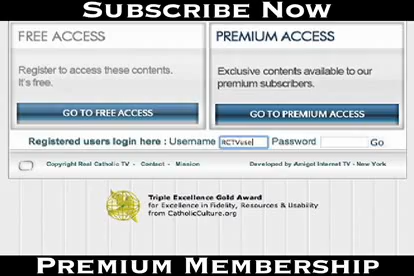 Subscribe Now
FREE ACCESS
Register to access these contents.
It's free.
GO TO FREE ACCESS
PREMIUM ACCESS
Exclusive contents available to our
premium subscribers.
GO TO PREMIUM ACCESS
Registered users login here : Username RCTVuse Password Go
Copyright Real Catholic TV - Contact - Mission
Developed by Amigot Internet TV - New York
Triple Excellence Gold Award
for Excellence in Fidelity, Resources & Usability
from CatholicCulture.org
Premium Membership